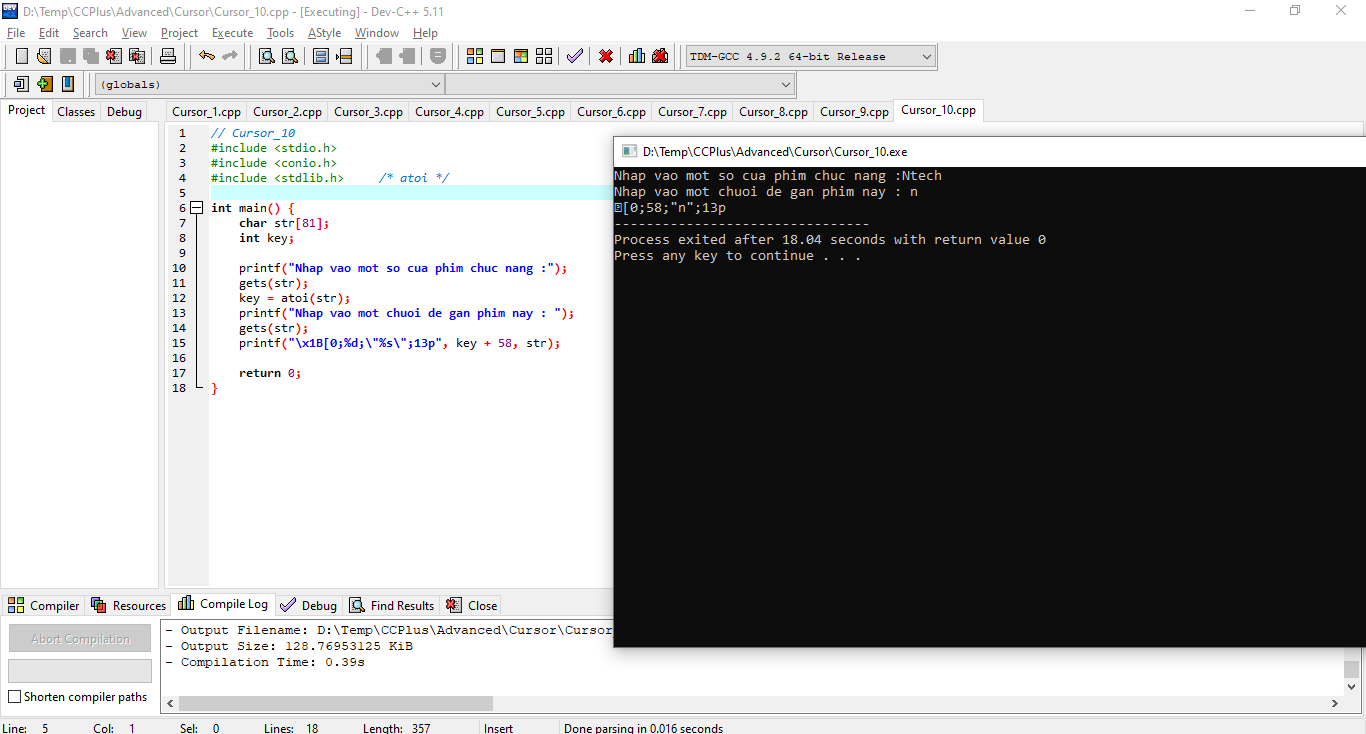 D:\Temp\CCPlus\Advanced\Cursor\Cursor_10.cpp - [Executing] - Dev-C++ 5.11
File Edit Search View Project Execute Tools AStyle Window Help
TDM-GCC 4.9.2 64-bit Release
(globals)
Project Classes Debug Cursor_1.cpp Cursor_2.cpp Cursor_3.cpp Cursor_4.cpp Cursor_5.cpp Cursor_6.cpp Cursor_7.cpp Cursor_8.cpp Cursor_9.cpp Cursor_10.cpp
1 // Cursor_10
2 #include <stdio.h>
3 #include <conio.h>
4 #include <stdlib.h> /* atoi */
5
6 int main() {
7 char str[81];
8 int key;
9
10 printf("Nhap vao mot so cua phim chuc nang :");
11 gets(str);
12 key = atoi(str);
13 printf("Nhap vao mot chuoi de gan phim nay : ");
14 gets(str);
15 printf("\x1B[0;%d;\"%s\";13p", key + 58, str);
16
17 return 0;
18 }
D:\Temp\CCPlus\Advanced\Cursor\Cursor_10.exe
Nhap vao mot so cua phim chuc nang :Ntech
Nhap vao mot chuoi de gan phim nay : n
[0;58;"n";13p
--------------------------------
Process exited after 18.04 seconds with return value 0
Press any key to continue . . .
Compiler Resources Compile Log Debug Find Results Close
Abort Compilation
Shorten compiler paths
- Output Filename: D:\Temp\CCPlus\Advanced\Cursor\Cursor
- Output Size: 128.76953125 KiB
- Compilation Time: 0.39s
Line: 5 Col: 1 Sel: 0 Lines: 18 Length: 357 Insert Done parsing in 0.016 seconds